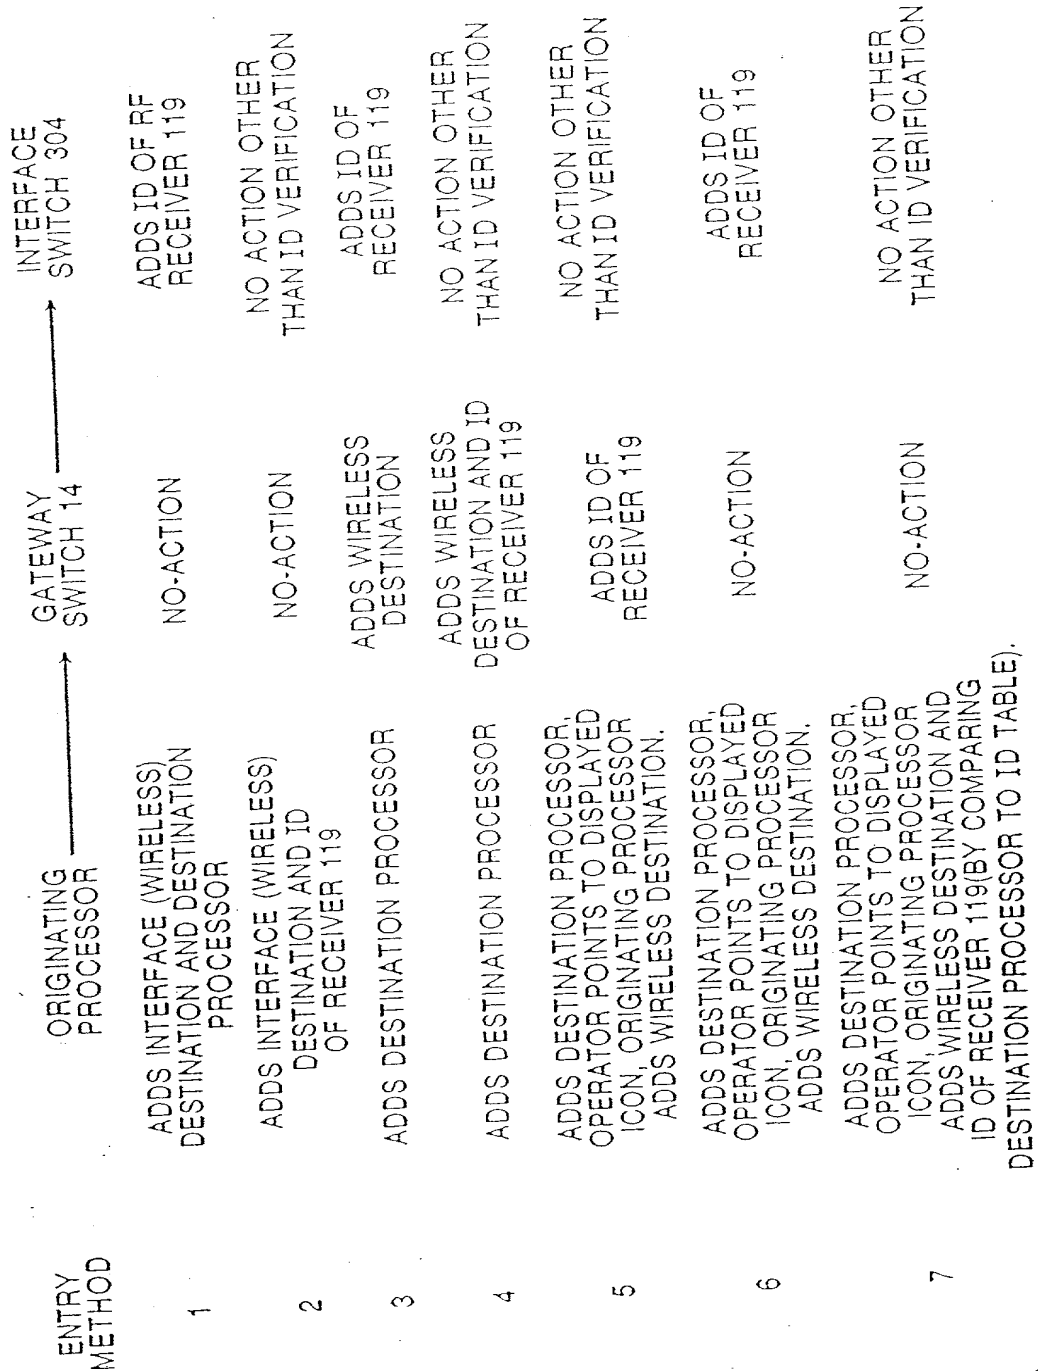 ENTRY
METHOD
ORIGINATING
PROCESSOR
GATEWAY
SWITCH 14
INTERFACE
SWITCH 304
1
ADDS INTERFACE (WIRELESS)
DESTINATION AND DESTINATION
PROCESSOR
NO-ACTION
ADDS ID OF RF
RECEIVER 119
2
ADDS INTERFACE (WIRELESS)
DESTINATION AND ID
OF RECEIVER 119
NO-ACTION
NO ACTION OTHER
THAN ID VERIFICATION
3
ADDS DESTINATION PROCESSOR
ADDS WIRELESS
DESTINATION
ADDS ID OF
RECEIVER 119
4
ADDS DESTINATION PROCESSOR
ADDS WIRELESS
DESTINATION AND ID
OF RECEIVER 119
NO ACTION OTHER
THAN ID VERIFICATION
5
ADDS DESTINATION PROCESSOR,
OPERATOR POINTS TO DISPLAYED
ICON, ORIGINATING PROCESSOR
ADDS WIRELESS DESTINATION.
ADDS ID OF
RECEIVER 119
NO ACTION OTHER
THAN ID VERIFICATION
6
ADDS DESTINATION PROCESSOR,
OPERATOR POINTS TO DISPLAYED
ICON, ORIGINATING PROCESSOR
ADDS WIRELESS DESTINATION.
NO-ACTION
ADDS ID OF
RECEIVER 119
7
ADDS DESTINATION PROCESSOR,
OPERATOR POINTS TO DISPLAYED
ICON, ORIGINATING PROCESSOR
ADDS WIRELESS DESTINATION AND
ID OF RECEIVER 119(BY COMPARING
DESTINATION PROCESSOR TO ID TABLE).
NO-ACTION
NO ACTION OTHER
THAN ID VERIFICATION